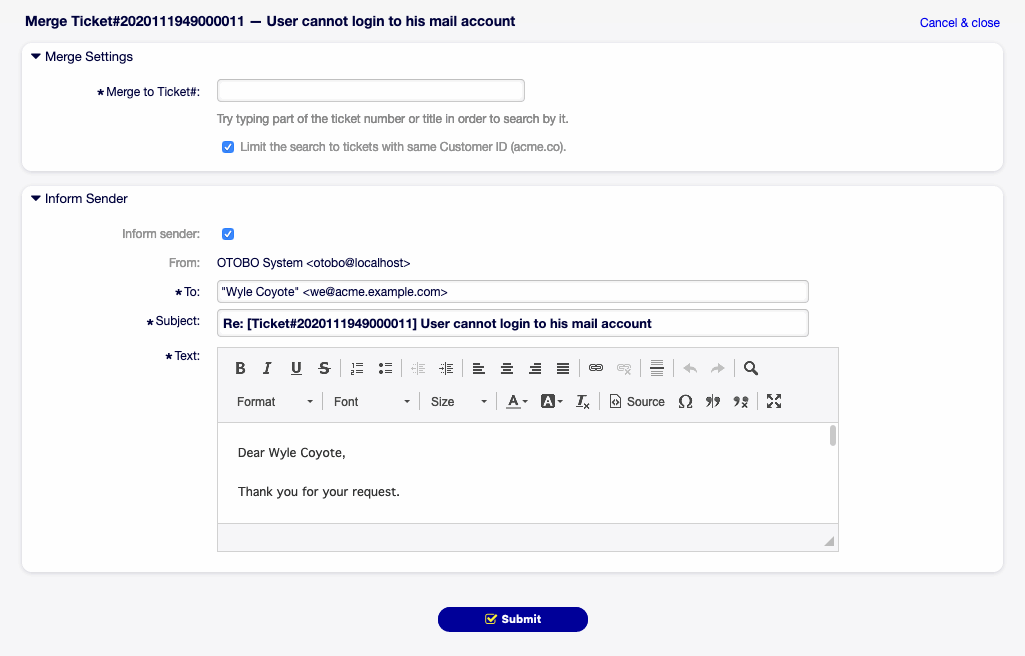 Merge Ticket#2020111949000011 — User cannot login to his mail account
Cancel & close
Merge Settings
★ Merge to Ticket#:
Try typing part of the ticket number or title in order to search by it.
Limit the search to tickets with same Customer ID (acme.co).
Inform Sender
Inform sender:
From: OTOBO System <otobo@localhost>
★ To: "Wyle Coyote" <we@acme.example.com>
★ Subject: Re: [Ticket#2020111949000011] User cannot login to his mail account
★ Text:
B I U S
Format Font Size A A Tx Source Ω
Dear Wyle Coyote,
Thank you for your request.
Submit